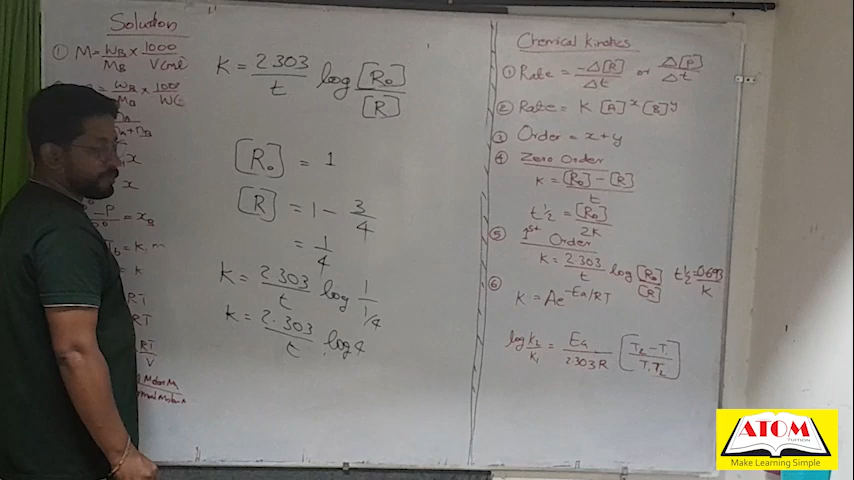 Solution
① M = W_B/M_B × 1000/V(mL)
W_B/M_B × 1000
x
x
= x_B
= K
RT
RT
RT/V
K = 2.303/t log [R₀]/[R]
[R₀] = 1
[R] = 1 - 3/4
= 1/4
K = 2.303/t log 1/1/4
K = 2.303/t log 4
Chemical kinetics
① Rate = -Δ[R]/Δt or Δ[P]/Δt
② Rate = K [A]^x [B]^y
③ Order = x+y
④ Zero Order
K = [R₀] - [R]/t
t½ = [R₀]/2K
⑤ 1st Order
K = 2.303/t log [R₀]/[R] t½ = 0.693/K
⑥ K = Ae^-Ea/RT
log K₂/K₁ = Ea/2.303R [T₂-T₁/T₁T₂]
ATOM
TUITION
Make Learning Simple